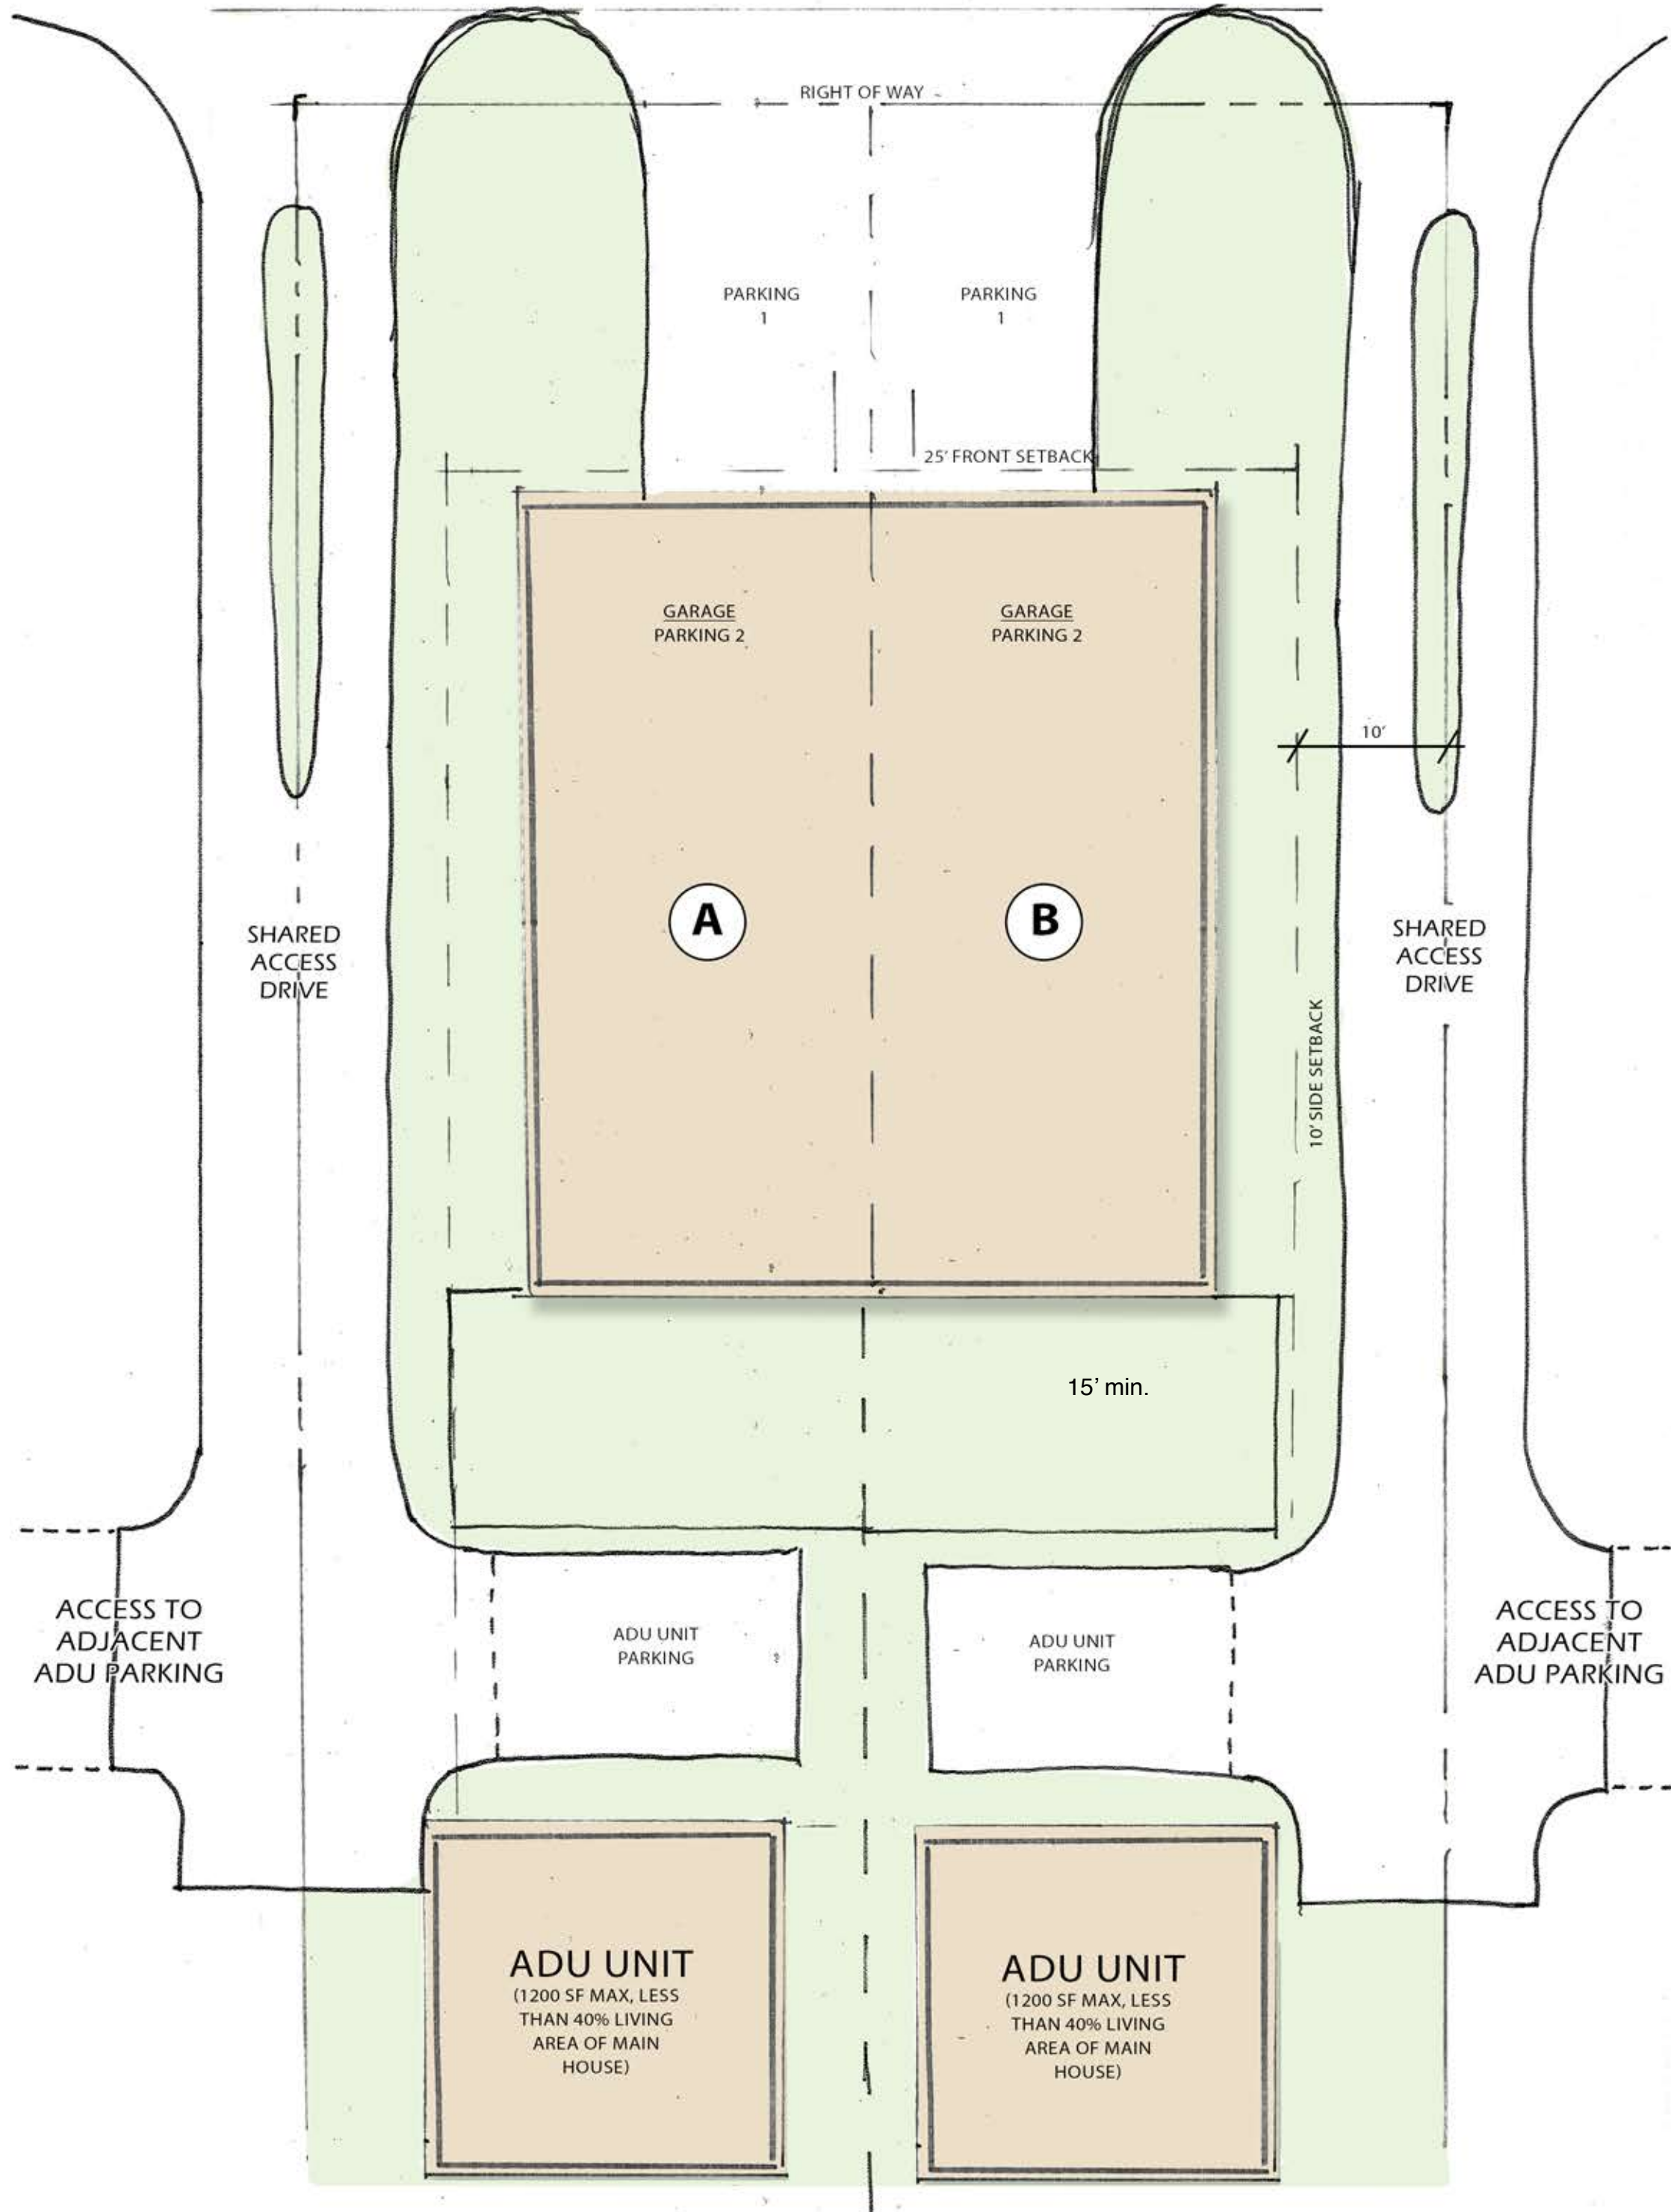 RIGHT OF WAY
PARKING
1
PARKING
1
25' FRONT SETBACK
GARAGE
PARKING 2
GARAGE
PARKING 2
10'
A
B
SHARED
ACCESS
DRIVE
SHARED
ACCESS
DRIVE
10' SIDE SETBACK
15' min.
ACCESS TO
ADJACENT
ADU PARKING
ADU UNIT
PARKING
ADU UNIT
PARKING
ACCESS TO
ADJACENT
ADU PARKING
ADU UNIT
(1200 SF MAX, LESS
THAN 40% LIVING
AREA OF MAIN
HOUSE)
ADU UNIT
(1200 SF MAX, LESS
THAN 40% LIVING
AREA OF MAIN
HOUSE)